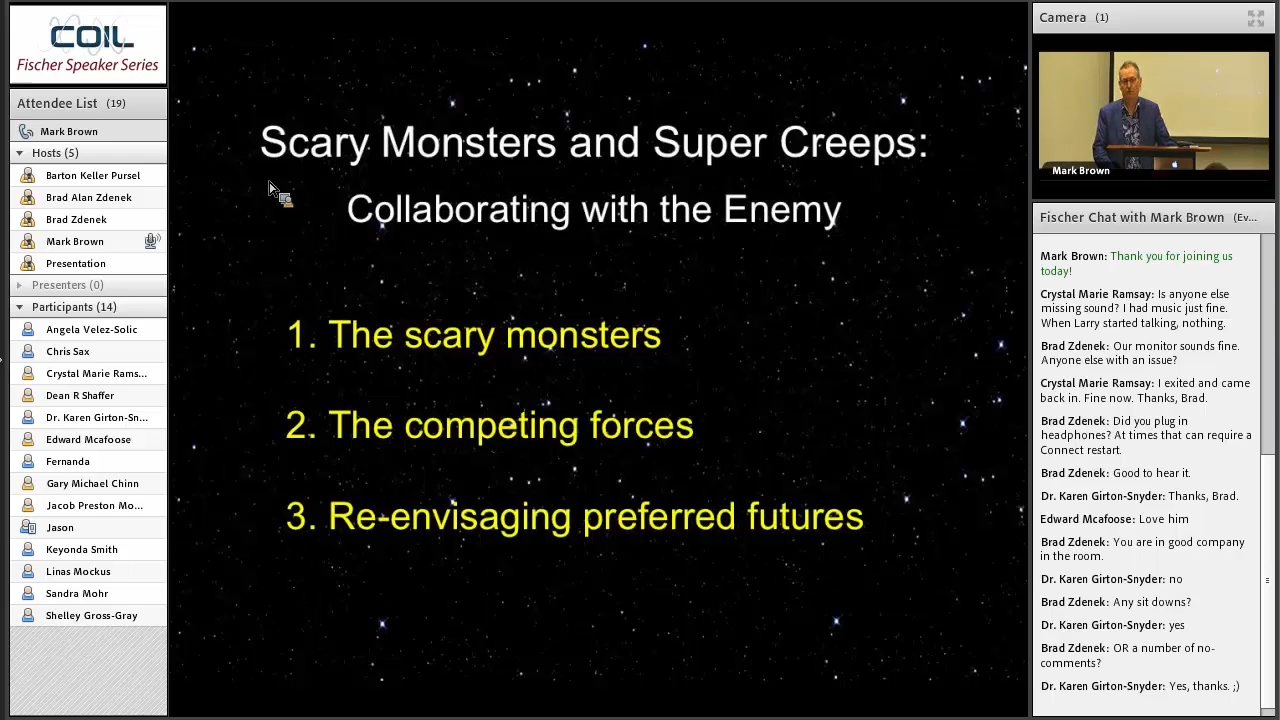 COIL
Fischer Speaker Series
Attendee List (19)
Mark Brown
Hosts (5)
Barton Keller Pursel
Brad Alan Zdenek
Brad Zdenek
Mark Brown
Presentation
Presenters (0)
Participants (14)
Angela Velez-Solic
Chris Sax
Crystal Marie Rams...
Dean R Shaffer
Dr. Karen Girton-Sn...
Edward Mcafoose
Fernanda
Gary Michael Chinn
Jacob Preston Mo...
Jason
Keyonda Smith
Linas Mockus
Sandra Mohr
Shelley Gross-Gray
Scary Monsters and Super Creeps:
Collaborating with the Enemy
1. The scary monsters
2. The competing forces
3. Re-envisaging preferred futures
Camera (1)
Mark Brown
Fischer Chat with Mark Brown (Ev...
Mark Brown: Thank you for joining us
today!
Crystal Marie Ramsay: Is anyone else
missing sound? I had music just fine.
When Larry started talking, nothing.
Brad Zdenek: Our monitor sounds fine.
Anyone else with an issue?
Crystal Marie Ramsay: I exited and came
back in. Fine now. Thanks, Brad.
Brad Zdenek: Did you plug in
headphones? At times that can require a
Connect restart.
Brad Zdenek: Good to hear it.
Dr. Karen Girton-Snyder: Thanks, Brad.
Edward Mcafoose: Love him
Brad Zdenek: You are in good company
in the room.
Dr. Karen Girton-Snyder: no
Brad Zdenek: Any sit downs?
Dr. Karen Girton-Snyder: yes
Brad Zdenek: OR a number of no-
comments?
Dr. Karen Girton-Snyder: Yes, thanks. ;)